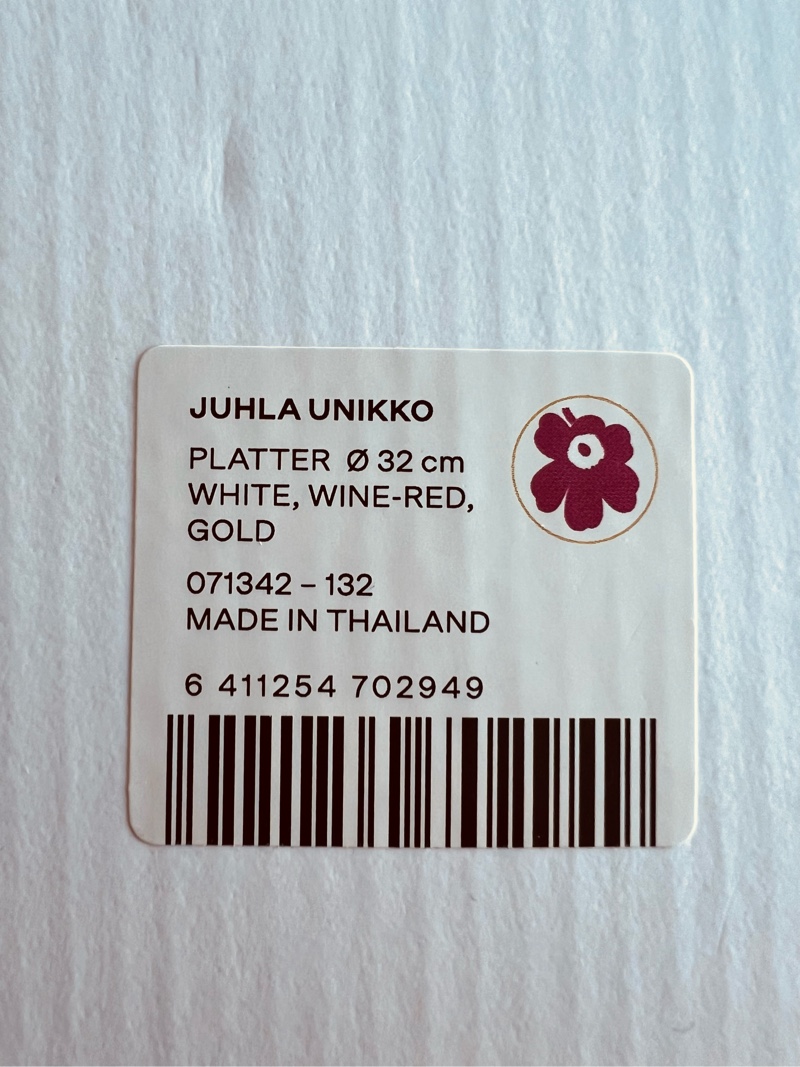 JUHLA UNIKKO
PLATTER Ø 32 cm
WHITE, WINE-RED,
GOLD
071342 – 132
MADE IN THAILAND
6 411254 702949